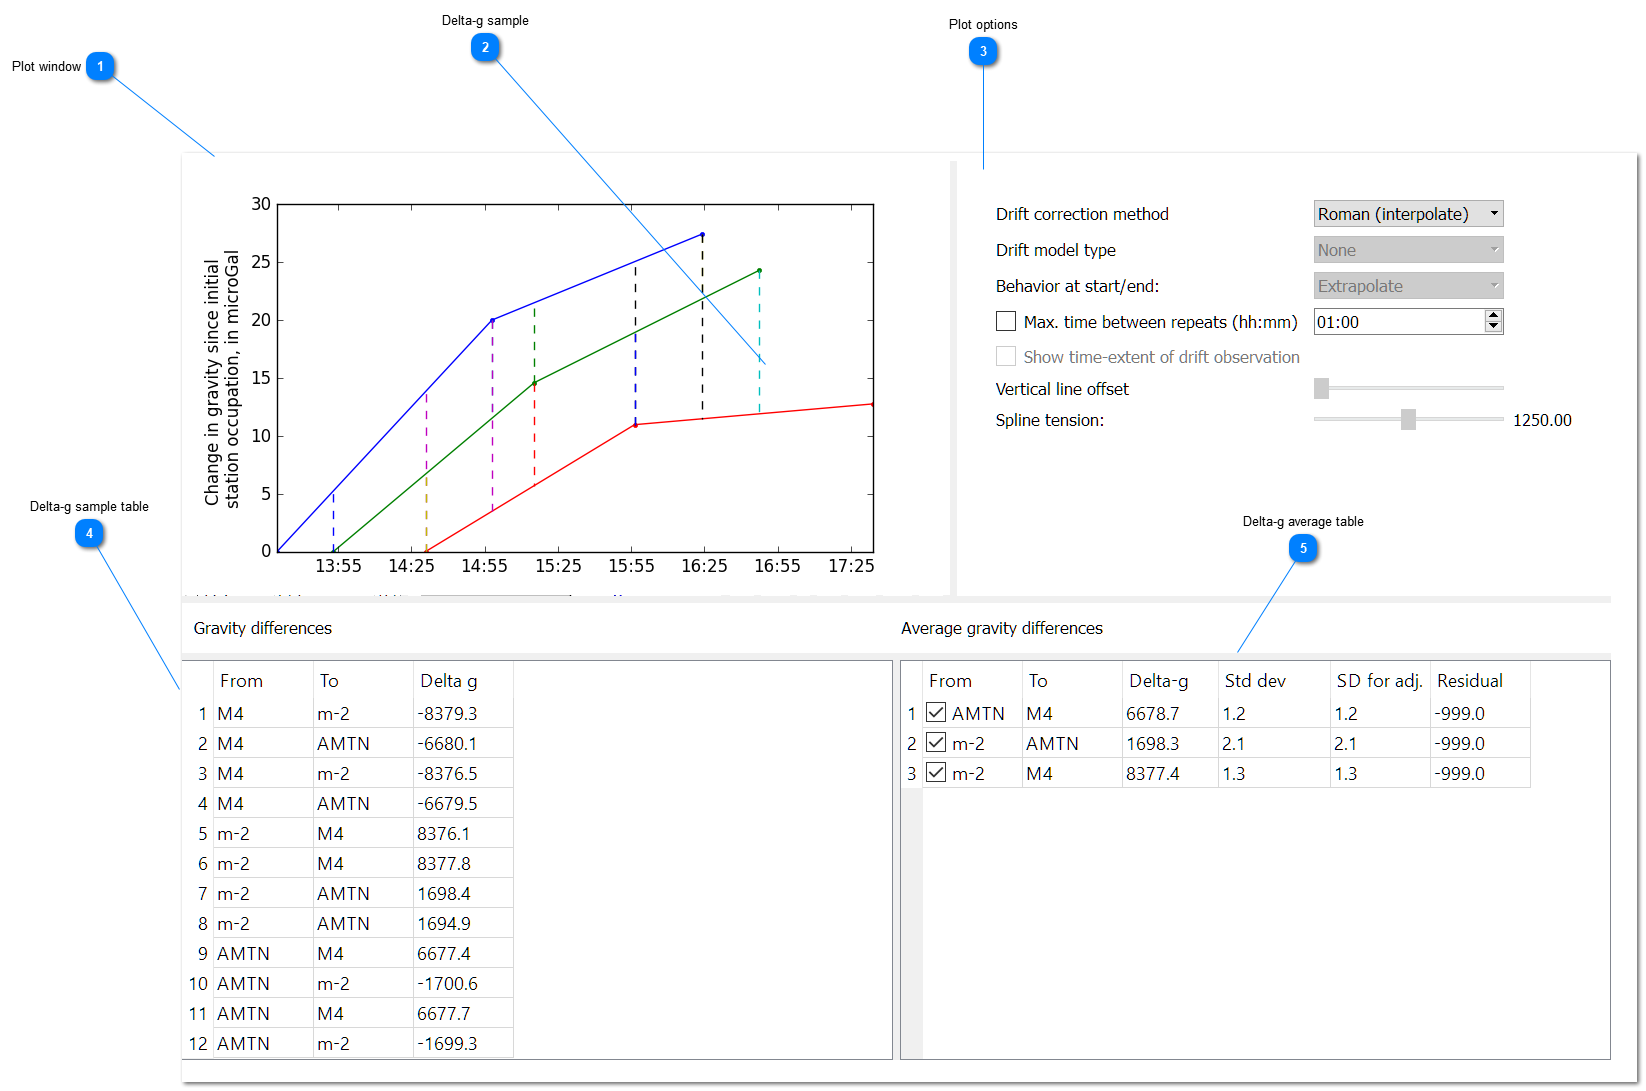 Delta-g sample
2
Plot options
3
Plot window
1
Change in gravity since initial
station occupation, in microGal
30
25
20
15
10
5
0
13:55 14:25 14:55 15:25 15:55 16:25 16:55 17:25
Drift correction method Roman (interpolate)
Drift model type None
Behavior at start/end: Extrapolate
Max. time between repeats (hh:mm) 01:00
Show time-extent of drift observation
Vertical line offset
Spline tension: 1250.00
Delta-g sample table
4
Delta-g average table
5
Gravity differences
From To Delta g
1 M4 m-2 -8379.3
2 M4 AMTN -6680.1
3 M4 m-2 -8376.5
4 M4 AMTN -6679.5
5 m-2 M4 8376.1
6 m-2 M4 8377.8
7 m-2 AMTN 1698.4
8 m-2 AMTN 1694.9
9 AMTN M4 6677.4
10 AMTN m-2 -1700.6
11 AMTN M4 6677.7
12 AMTN m-2 -1699.3
Average gravity differences
From To Delta-g Std dev SD for adj. Residual
1 AMTN M4 6678.7 1.2 1.2 -999.0
2 m-2 AMTN 1698.3 2.1 2.1 -999.0
3 m-2 M4 8377.4 1.3 1.3 -999.0